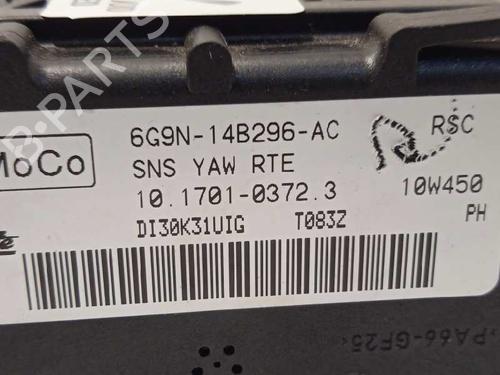 6G9N-14B296-AC
RSC
MoCo
SNS YAW RTE
10.1701-0372.3
10W450
DI30K31UIG T083Z
PH
>PA66-GF25<
B-PARTS